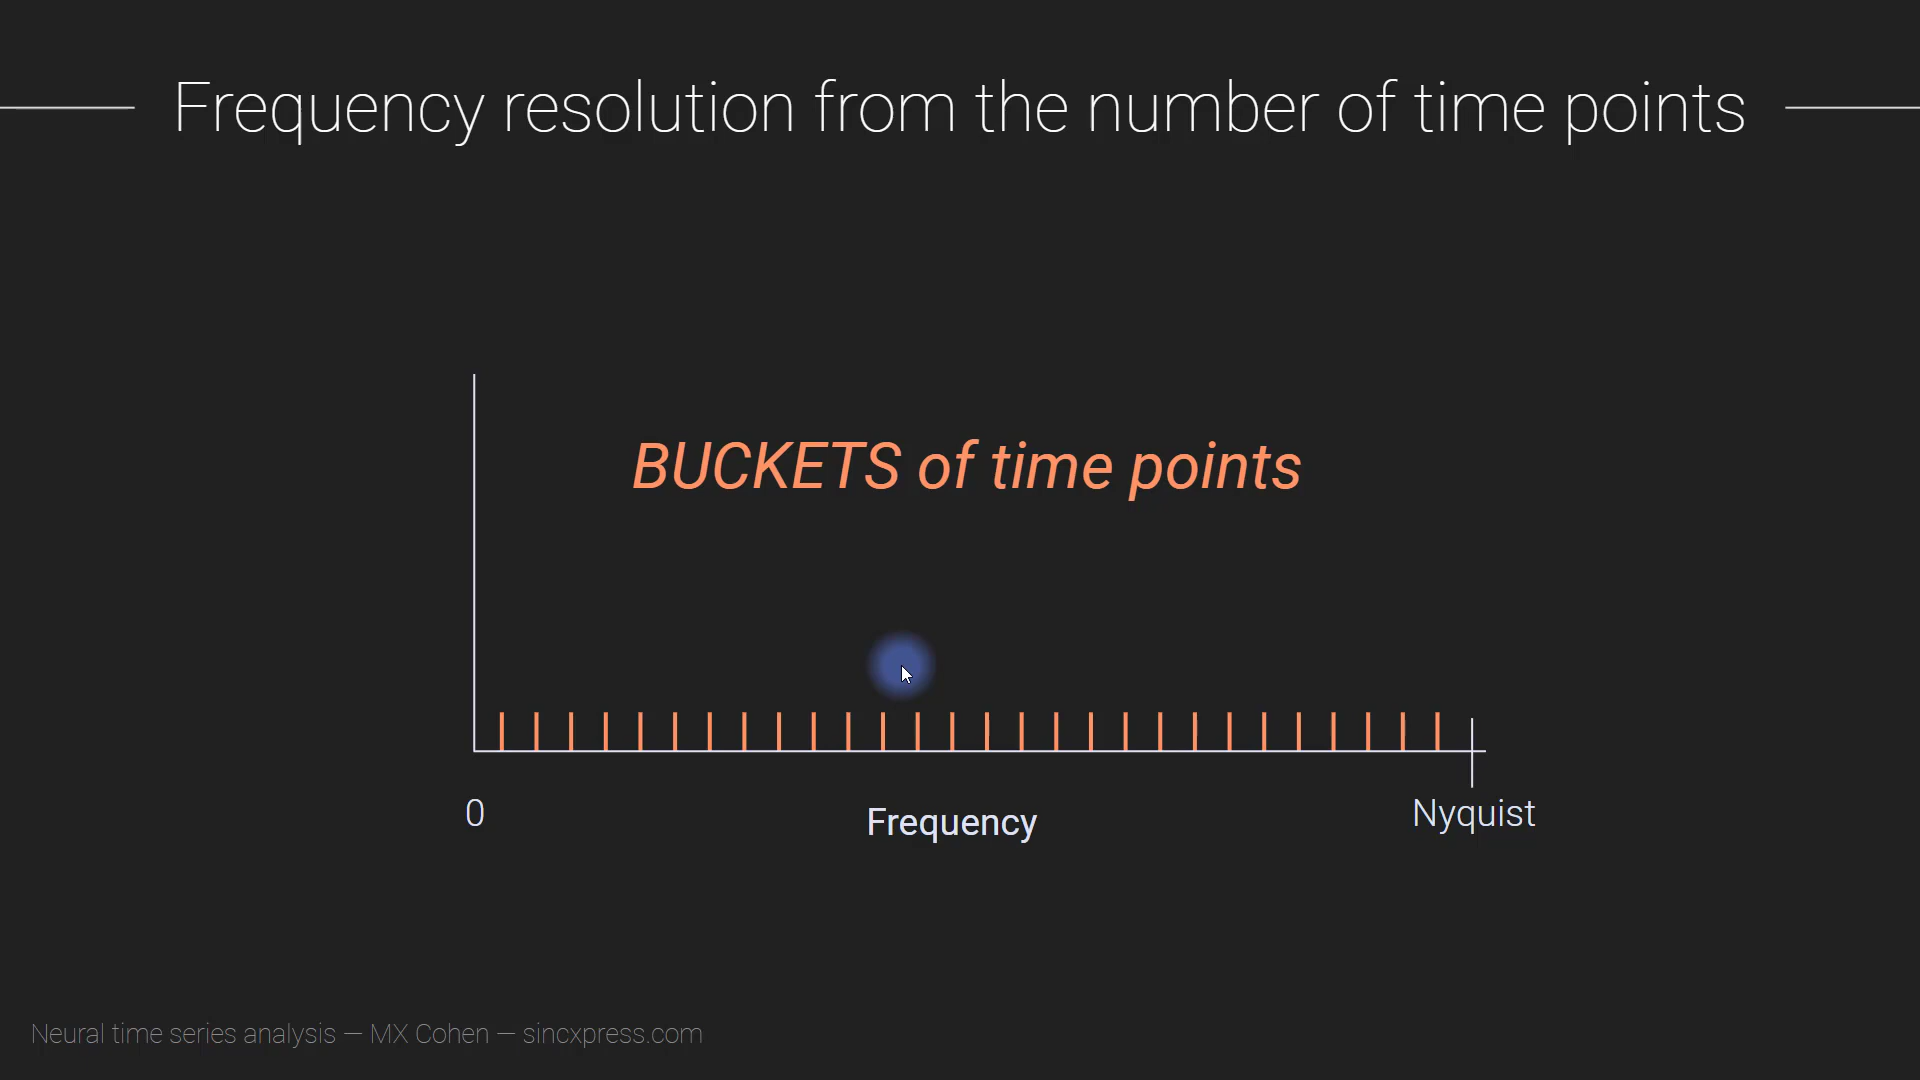 Frequency resolution from the number of time points
BUCKETS of time points
0
Frequency
Nyquist
Neural time series analysis — MX Cohen — sincxpress.com